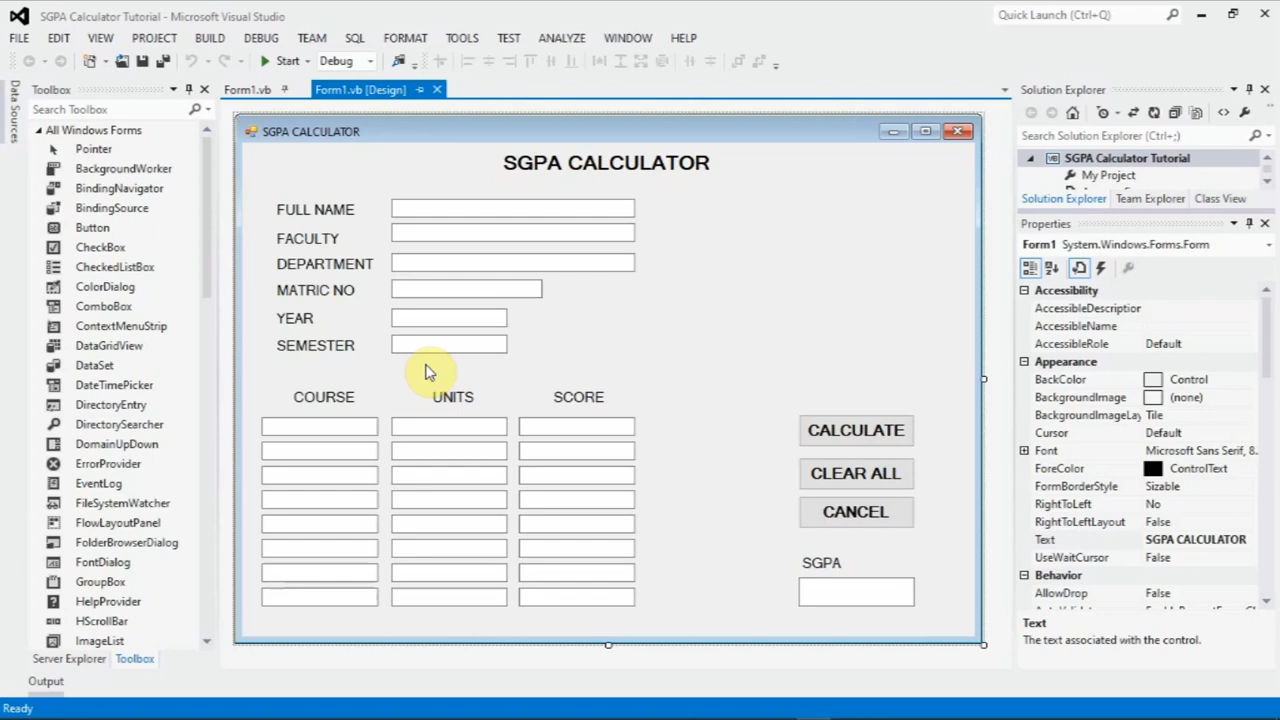 SGPA Calculator Tutorial - Microsoft Visual Studio
Quick Launch (Ctrl+Q)
FILE EDIT VIEW PROJECT BUILD DEBUG TEAM SQL FORMAT TOOLS TEST ANALYZE WINDOW HELP
Start Debug
Data Sources
Toolbox
Search Toolbox
All Windows Forms
Pointer
BackgroundWorker
BindingNavigator
BindingSource
Button
CheckBox
CheckedListBox
ColorDialog
ComboBox
ContextMenuStrip
DataGridView
DataSet
DateTimePicker
DirectoryEntry
DirectorySearcher
DomainUpDown
ErrorProvider
EventLog
FileSystemWatcher
FlowLayoutPanel
FolderBrowserDialog
FontDialog
GroupBox
HelpProvider
HScrollBar
ImageList
Server Explorer Toolbox
Output
Ready
Form1.vb Form1.vb [Design]
SGPA CALCULATOR
SGPA CALCULATOR
FULL NAME
FACULTY
DEPARTMENT
MATRIC NO
YEAR
SEMESTER
COURSE UNITS SCORE
CALCULATE
CLEAR ALL
CANCEL
SGPA
Solution Explorer
Search Solution Explorer (Ctrl+;)
SGPA Calculator Tutorial
My Project
Solution Explorer Team Explorer Class View
Properties
Form1 System.Windows.Forms.Form
Accessibility
AccessibleDescription
AccessibleName
AccessibleRole Default
Appearance
BackColor Control
BackgroundImage (none)
BackgroundImageLay Tile
Cursor Default
Font Microsoft Sans Serif, 8.
ForeColor ControlText
FormBorderStyle Sizable
RightToLeft No
RightToLeftLayout False
Text SGPA CALCULATOR
UseWaitCursor False
Behavior
AllowDrop False
Text
The text associated with the control.